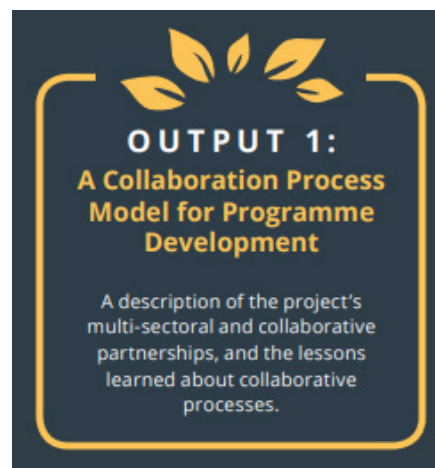 OUTPUT 1:
A Collaboration Process
Model for Programme
Development
A description of the project's
multi-sectoral and collaborative
partnerships, and the lessons
learned about collaborative
processes.